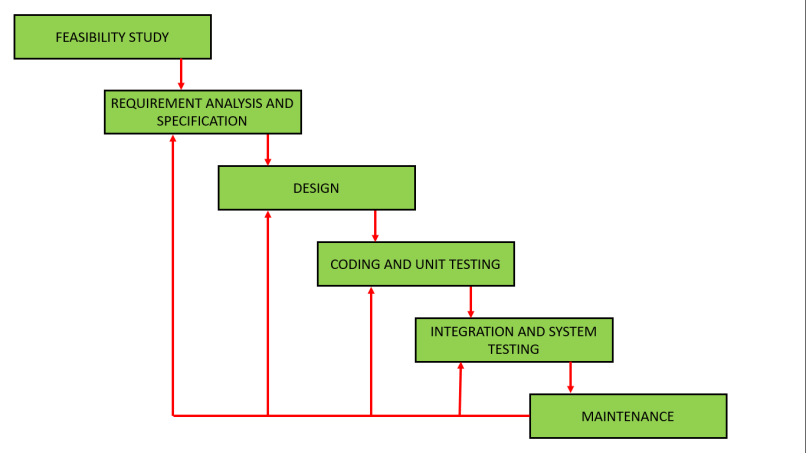 FEASIBILITY STUDY
REQUIREMENT ANALYSIS AND
SPECIFICATION
DESIGN
CODING AND UNIT TESTING
INTEGRATION AND SYSTEM
TESTING
MAINTENANCE